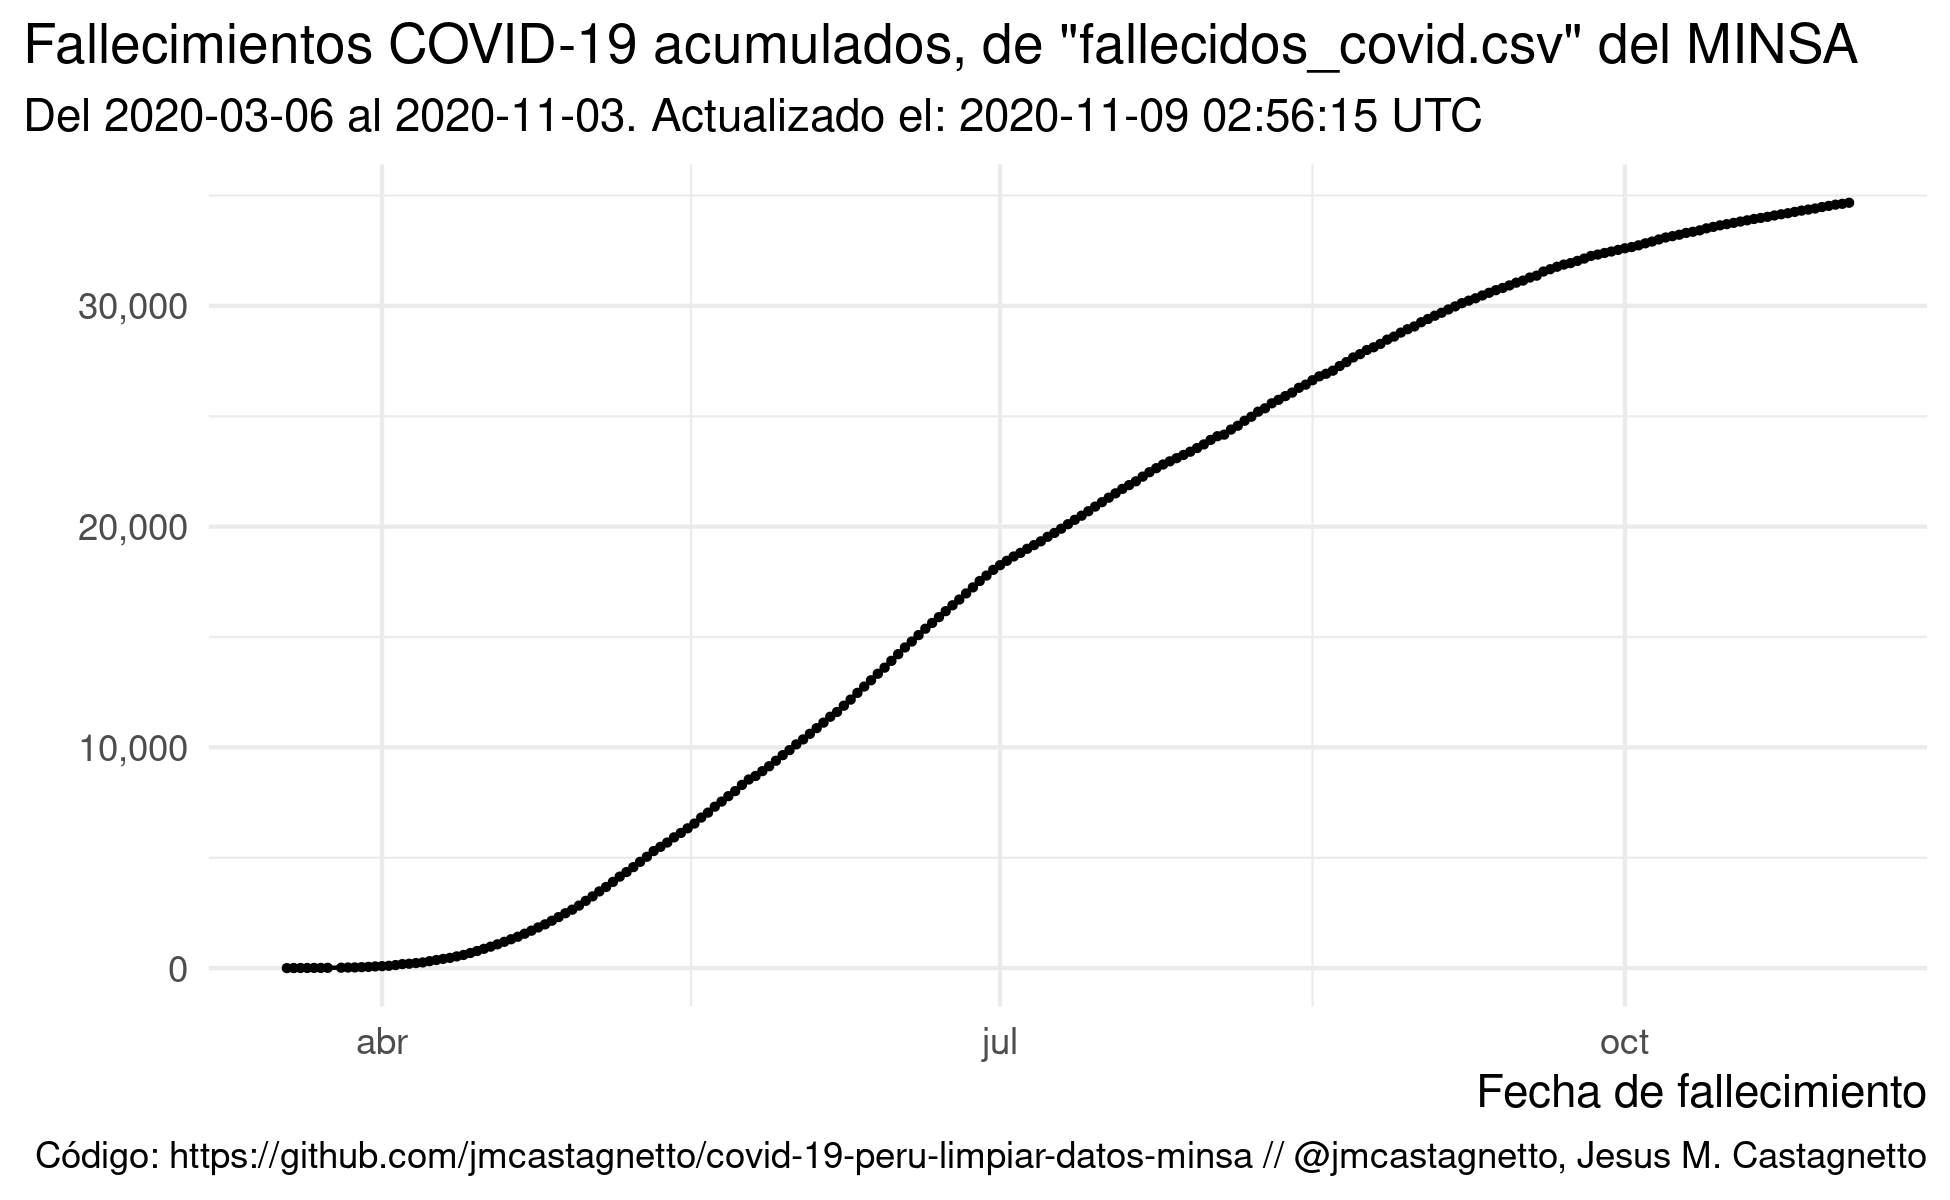 Fallecimientos COVID-19 acumulados, de "fallecidos_covid.csv" del MINSA
Del 2020-03-06 al 2020-11-03. Actualizado el: 2020-11-09 02:56:15 UTC
30,000
20,000
10,000
0
abr jul oct
Fecha de fallecimiento
Código: https://github.com/jmcastagnetto/covid-19-peru-limpiar-datos-minsa // @jmcastagnetto, Jesus M. Castagnetto